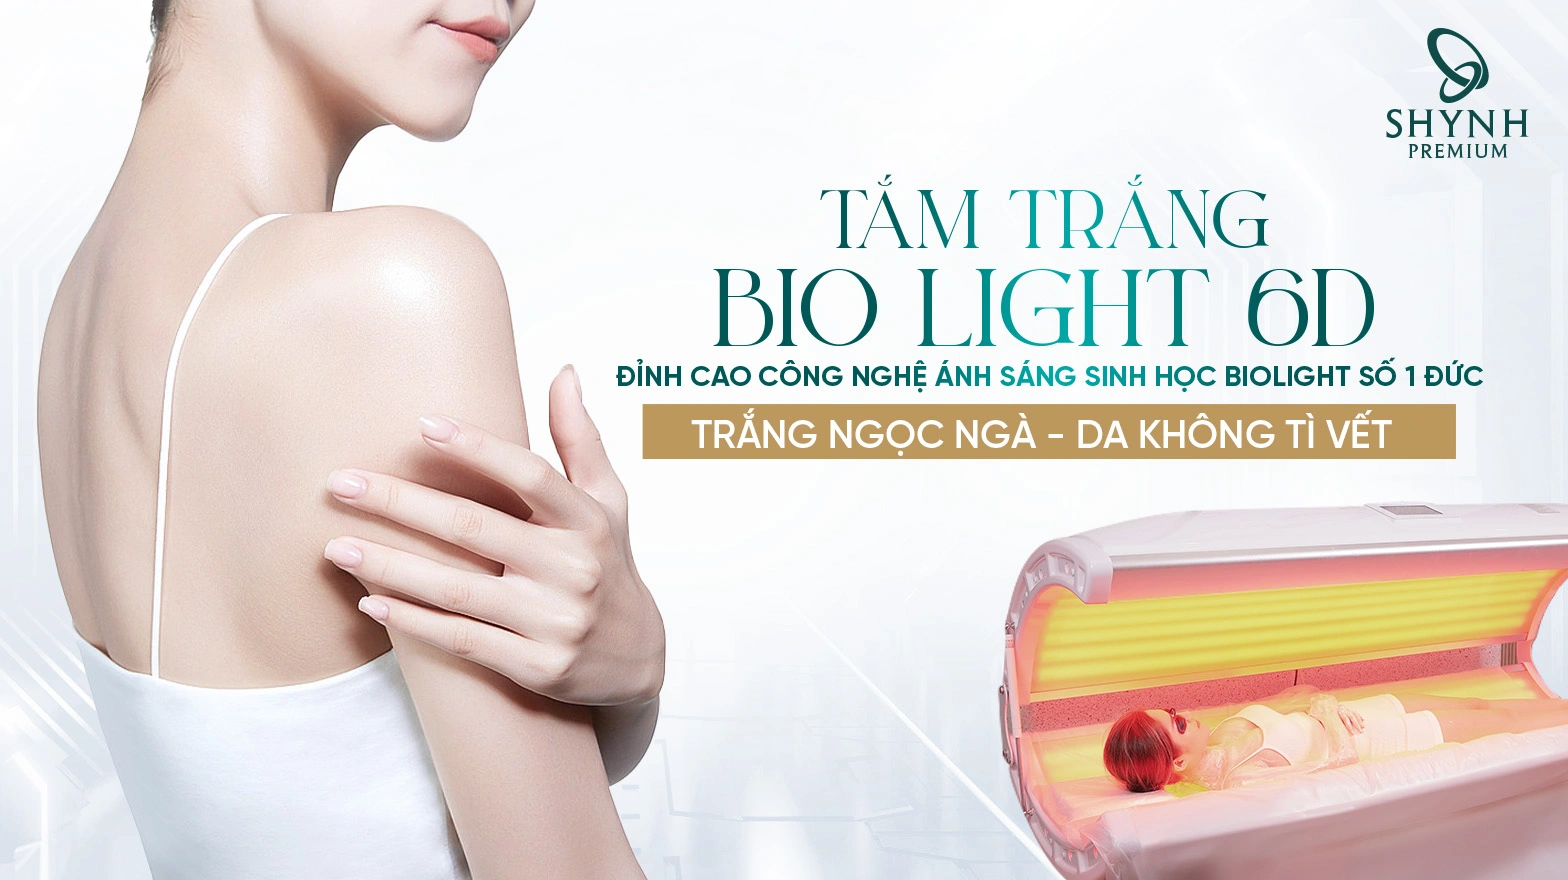 SHYNH
PREMIUM
TẮM TRẮNG
BIO LIGHT 6D
ĐỈNH CAO CÔNG NGHỆ ÁNH SÁNG SINH HỌC BIOLIGHT SỐ 1 ĐỨC
TRẮNG NGỌC NGÀ - DA KHÔNG TÌ VẾT